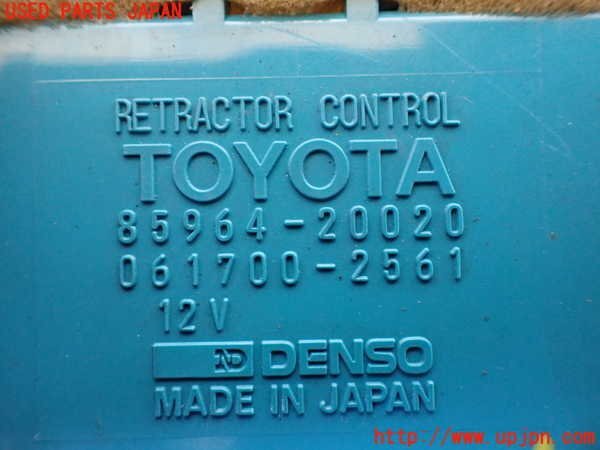 USED PARTS JAPAN
RETRACTOR CONTROL
TOYOTA
85964-20020
061700-2561
12V
ND DENSO
MADE IN JAPAN
http://www.upjpn.com/